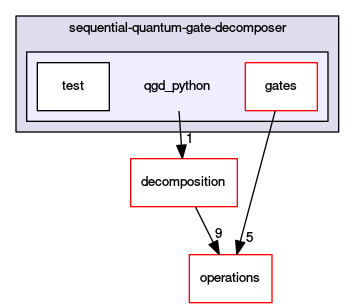 sequential-quantum-gate-decomposer
test
qgd_python
gates
1
decomposition
9
5
operations